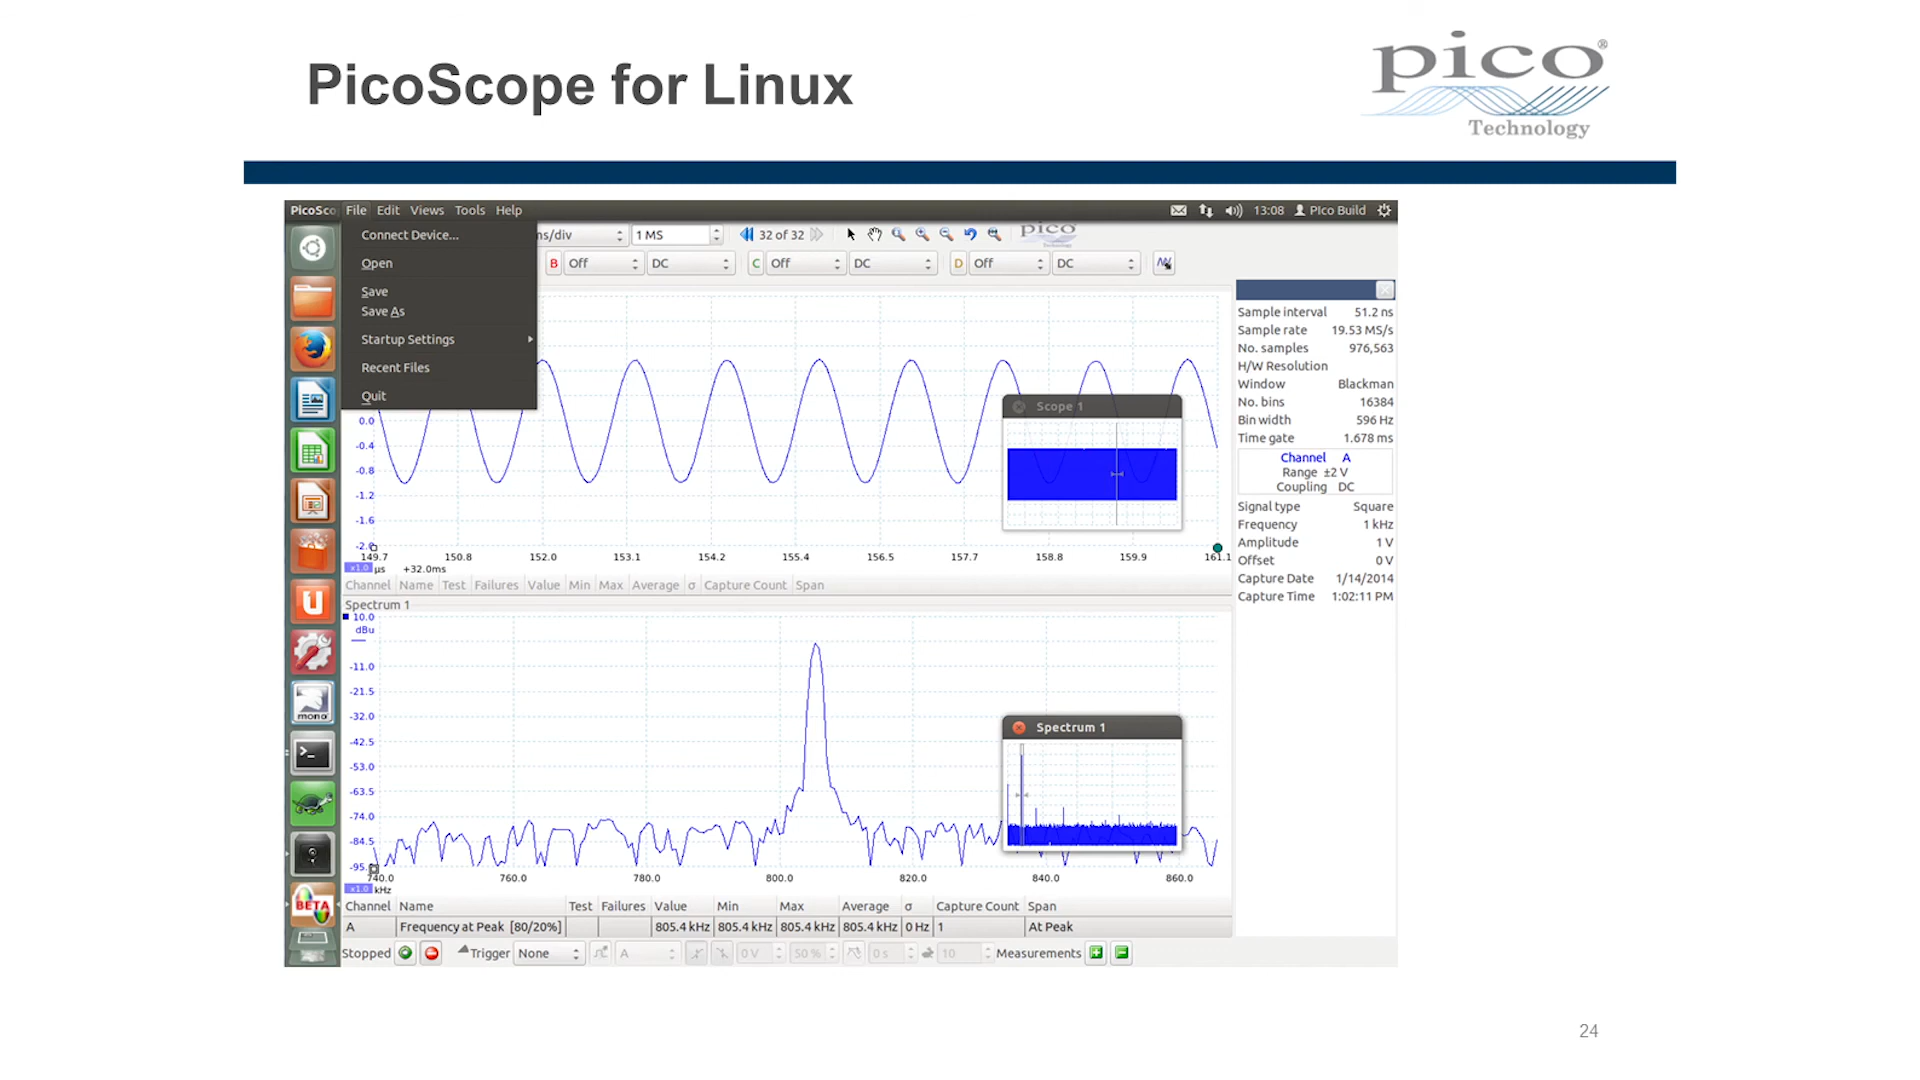 PicoScope for Linux
pico®
Technology
PicoSco File Edit Views Tools Help 13:08 Pico Build
Connect Device...
Open
Save
Save As
Startup Settings
Recent Files
Quit
ns/div 1 MS 32 of 32 pico
Technology
B Off DC C Off DC D Off DC
0.0
-0.4
-0.8
-1.2
-1.6
-2.0
149.7 150.8 152.0 153.1 154.2 155.4 156.5 157.7 158.8 159.9 161.1
x1.0 µs +32.0ms
Scope 1
Channel Name Test Failures Value Min Max Average σ Capture Count Span
Spectrum 1
10.0
dBu
-11.0
-21.5
-32.0
-42.5
-53.0
-63.5
-74.0
-84.5
-95.
740.0 760.0 780.0 800.0 820.0 840.0 860.0
x1.0 kHz
Spectrum 1
Channel Name Test Failures Value Min Max Average σ Capture Count Span
A Frequency at Peak [80/20%] 805.4 kHz 805.4 kHz 805.4 kHz 805.4 kHz 0 Hz 1 At Peak
Stopped Trigger None A 0 V 50 % 0 s 10 Measurements
Sample interval 51.2 ns
Sample rate 19.53 MS/s
No. samples 976,563
H/W Resolution
Window Blackman
No. bins 16384
Bin width 596 Hz
Time gate 1.678 ms
Channel A
Range ±2 V
Coupling DC
Signal type Square
Frequency 1 kHz
Amplitude 1 V
Offset 0 V
Capture Date 1/14/2014
Capture Time 1:02:11 PM
U
mono
>_
BETA
24